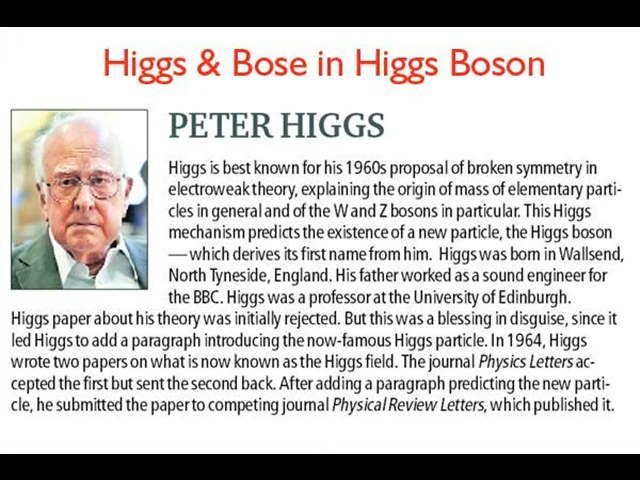 Higgs & Bose in Higgs Boson
PETER HIGGS
Higgs is best known for his 1960s proposal of broken symmetry in
electroweak theory, explaining the origin of mass of elementary parti-
cles in general and of the W and Z bosons in particular. This Higgs
mechanism predicts the existence of a new particle, the Higgs boson
— which derives its first name from him. Higgs was born in Wallsend,
North Tyneside, England. His father worked as a sound engineer for
the BBC. Higgs was a professor at the University of Edinburgh.
Higgs paper about his theory was initially rejected. But this was a blessing in disguise, since it
led Higgs to add a paragraph introducing the now-famous Higgs particle. In 1964, Higgs
wrote two papers on what is now known as the Higgs field. The journal Physics Letters ac-
cepted the first but sent the second back. After adding a paragraph predicting the new parti-
cle, he submitted the paper to competing journal Physical Review Letters, which published it.